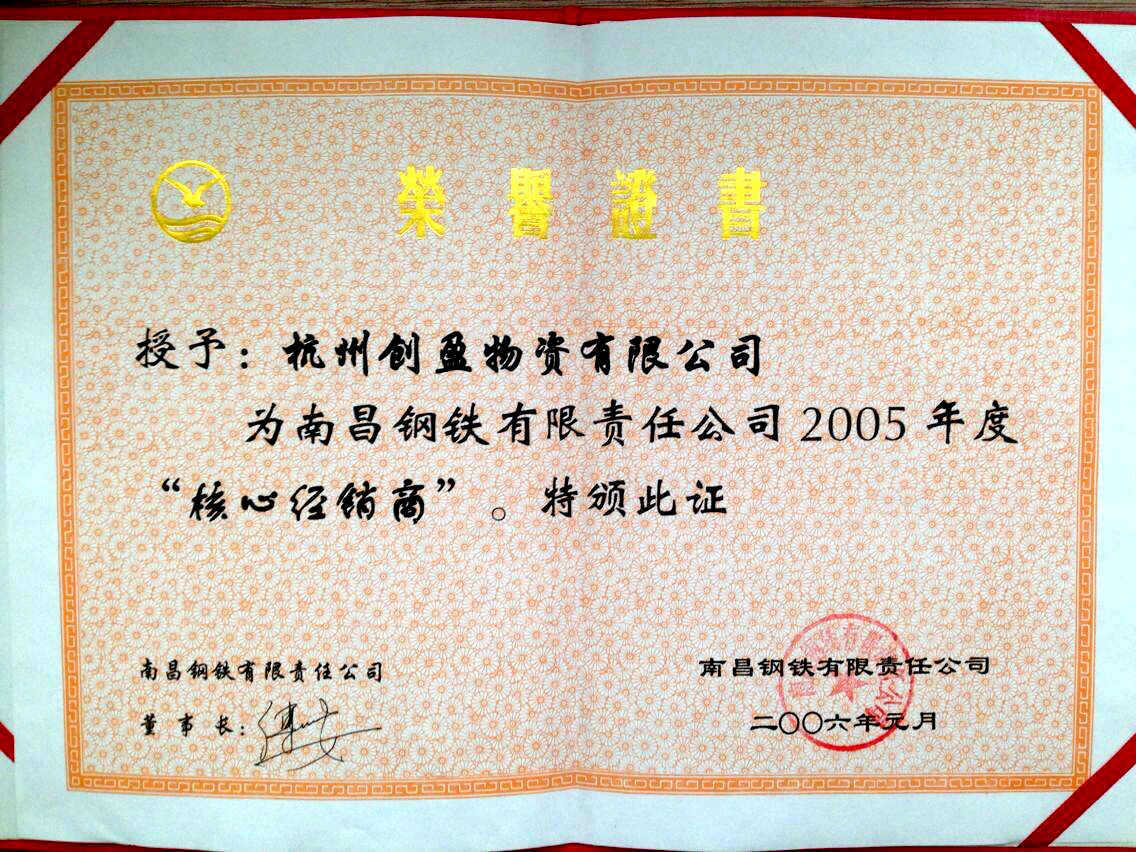 榮譽證書
授予：杭州创盈物资有限公司
为南昌钢铁有限责任公司2005年度
“核心经销商”。特颁此证
南昌钢铁有限责任公司
董事长：
南昌钢铁有限责任公司
二〇〇六年元月